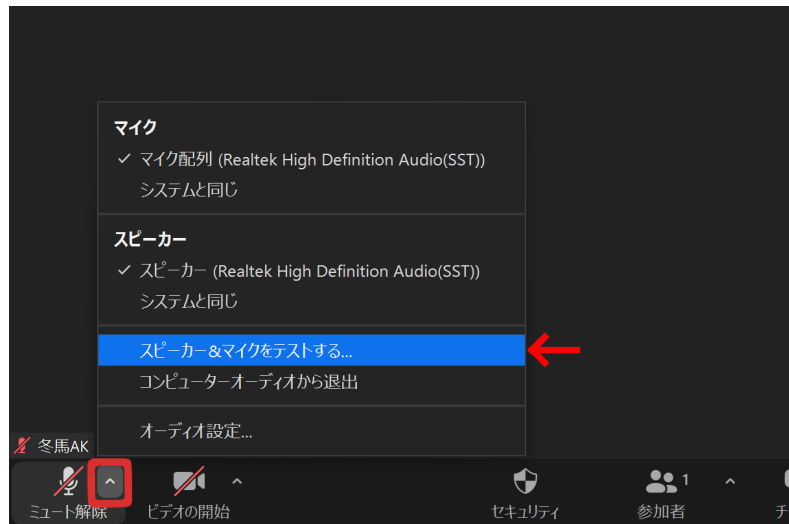 マイク
マイク配列 (Realtek High Definition Audio(SST))
システムと同じ
スピーカー
スピーカー (Realtek High Definition Audio(SST))
システムと同じ
スピーカー&マイクをテストする...
コンピューターオーディオから退出
オーディオ設定...
冬馬AK
1
ミュート解除 ビデオの開始 セキュリティ 参加者 チ